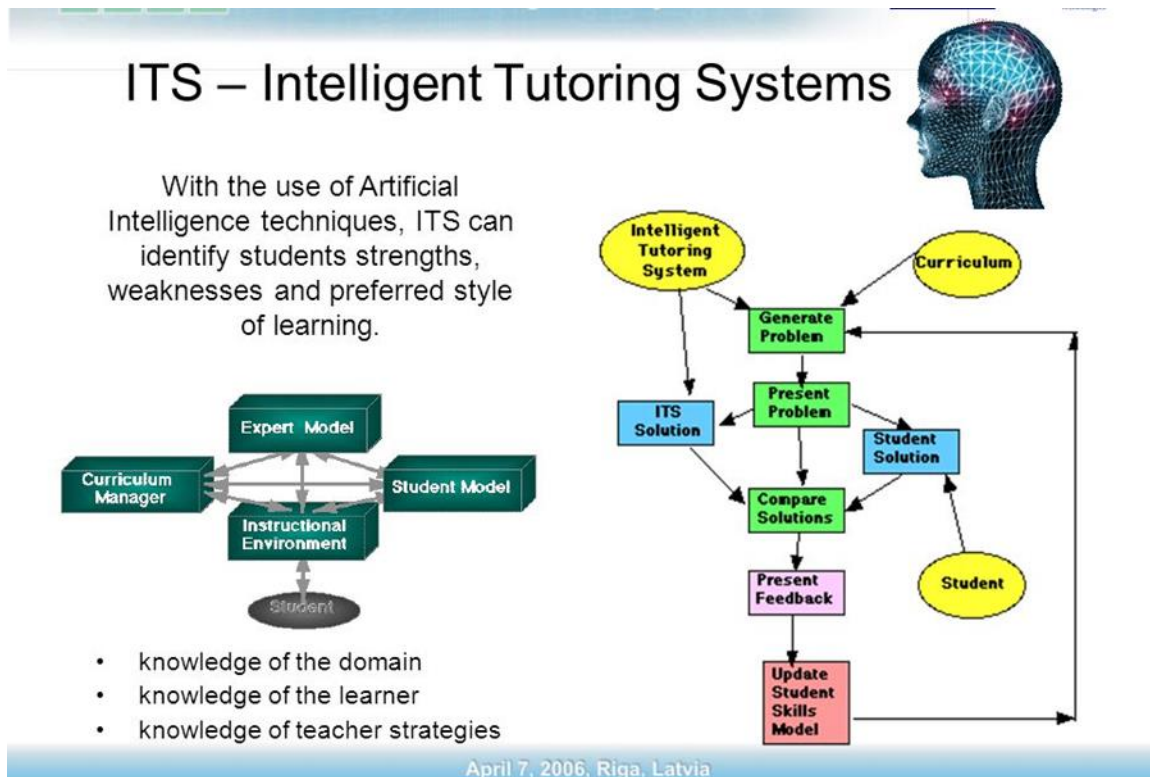 ITS – Intelligent Tutoring Systems
With the use of Artificial
Intelligence techniques, ITS can
identify students strengths,
weaknesses and preferred style
of learning.
Expert Model
Curriculum
Manager
Student Model
Instructional
Environment
Student
• knowledge of the domain
• knowledge of the learner
• knowledge of teacher strategies
Intelligent
Tutoring
System
Curriculum
Generate
Problem
Present
Problem
ITS
Solution
Student
Solution
Compare
Solutions
Present
Feedback
Student
Update
Student
Skills
Model
April 7, 2006, Riga, Latvia